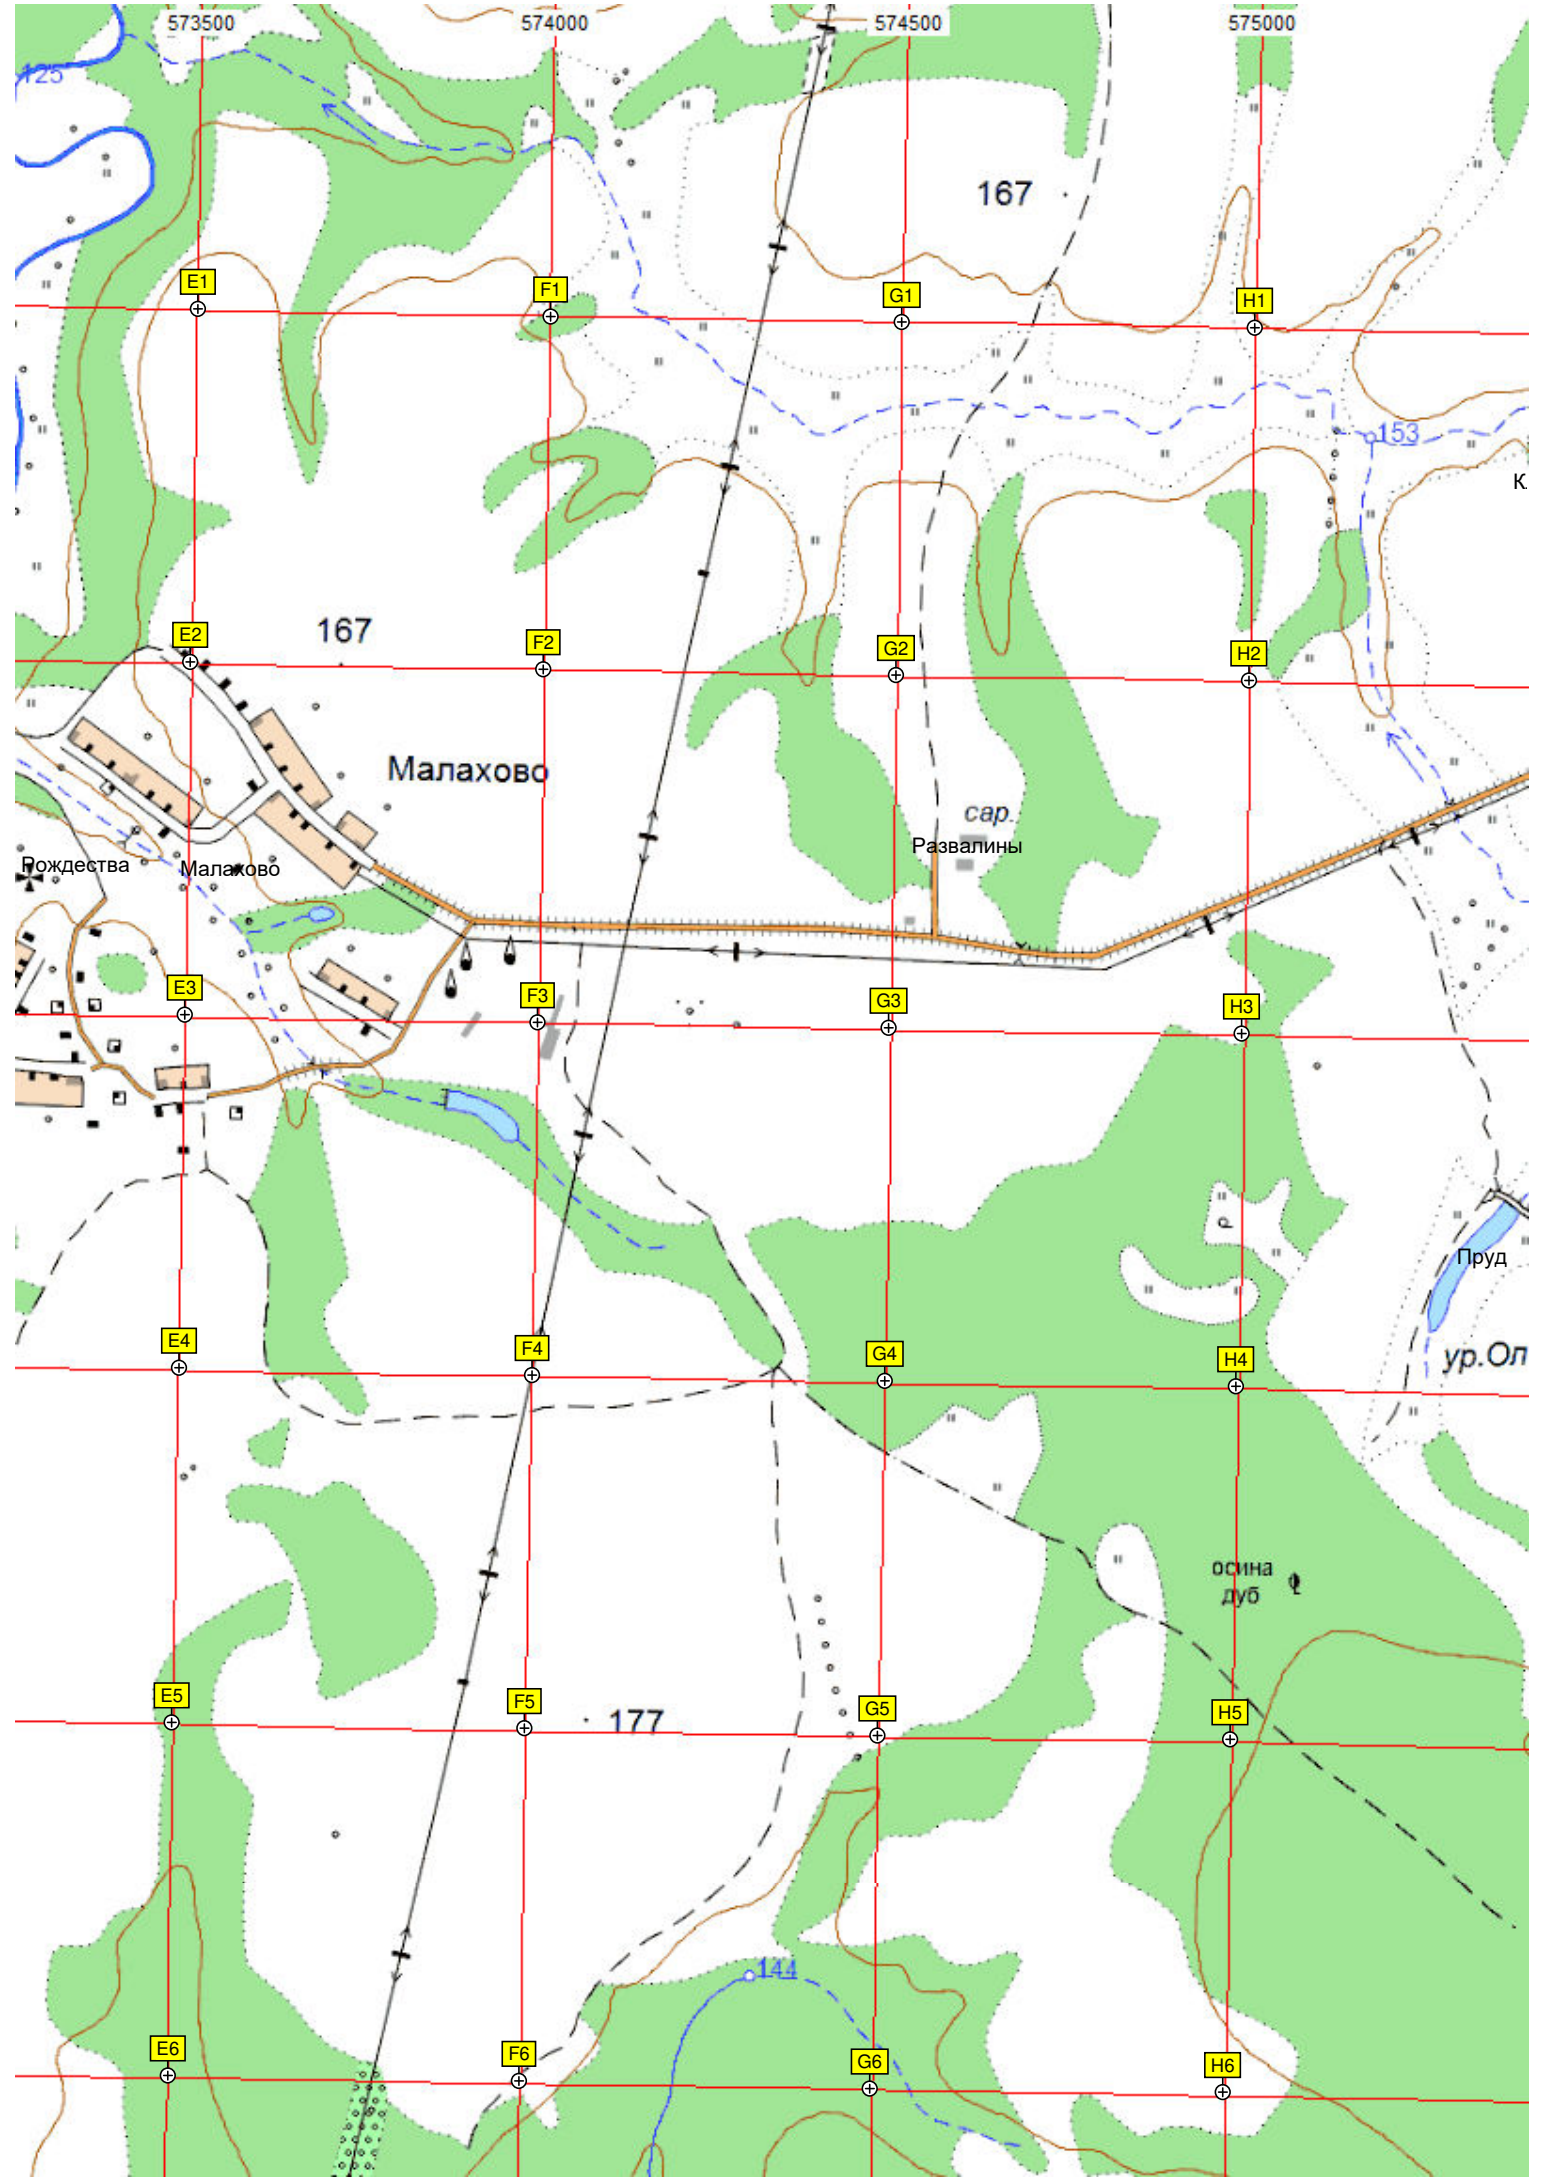 573500 574000 574500 575000
125
167
E1 F1 G1 H1
153
К.
E2 F2 G2 H2
167
Малахово
сар.
Развалины
Рождества Малахово
E3 F3 G3 H3
Пруд
E4 F4 G4 H4
ур.Ол
осина
дуб
E5 F5 G5 H5
177
144
E6 F6 G6 H6